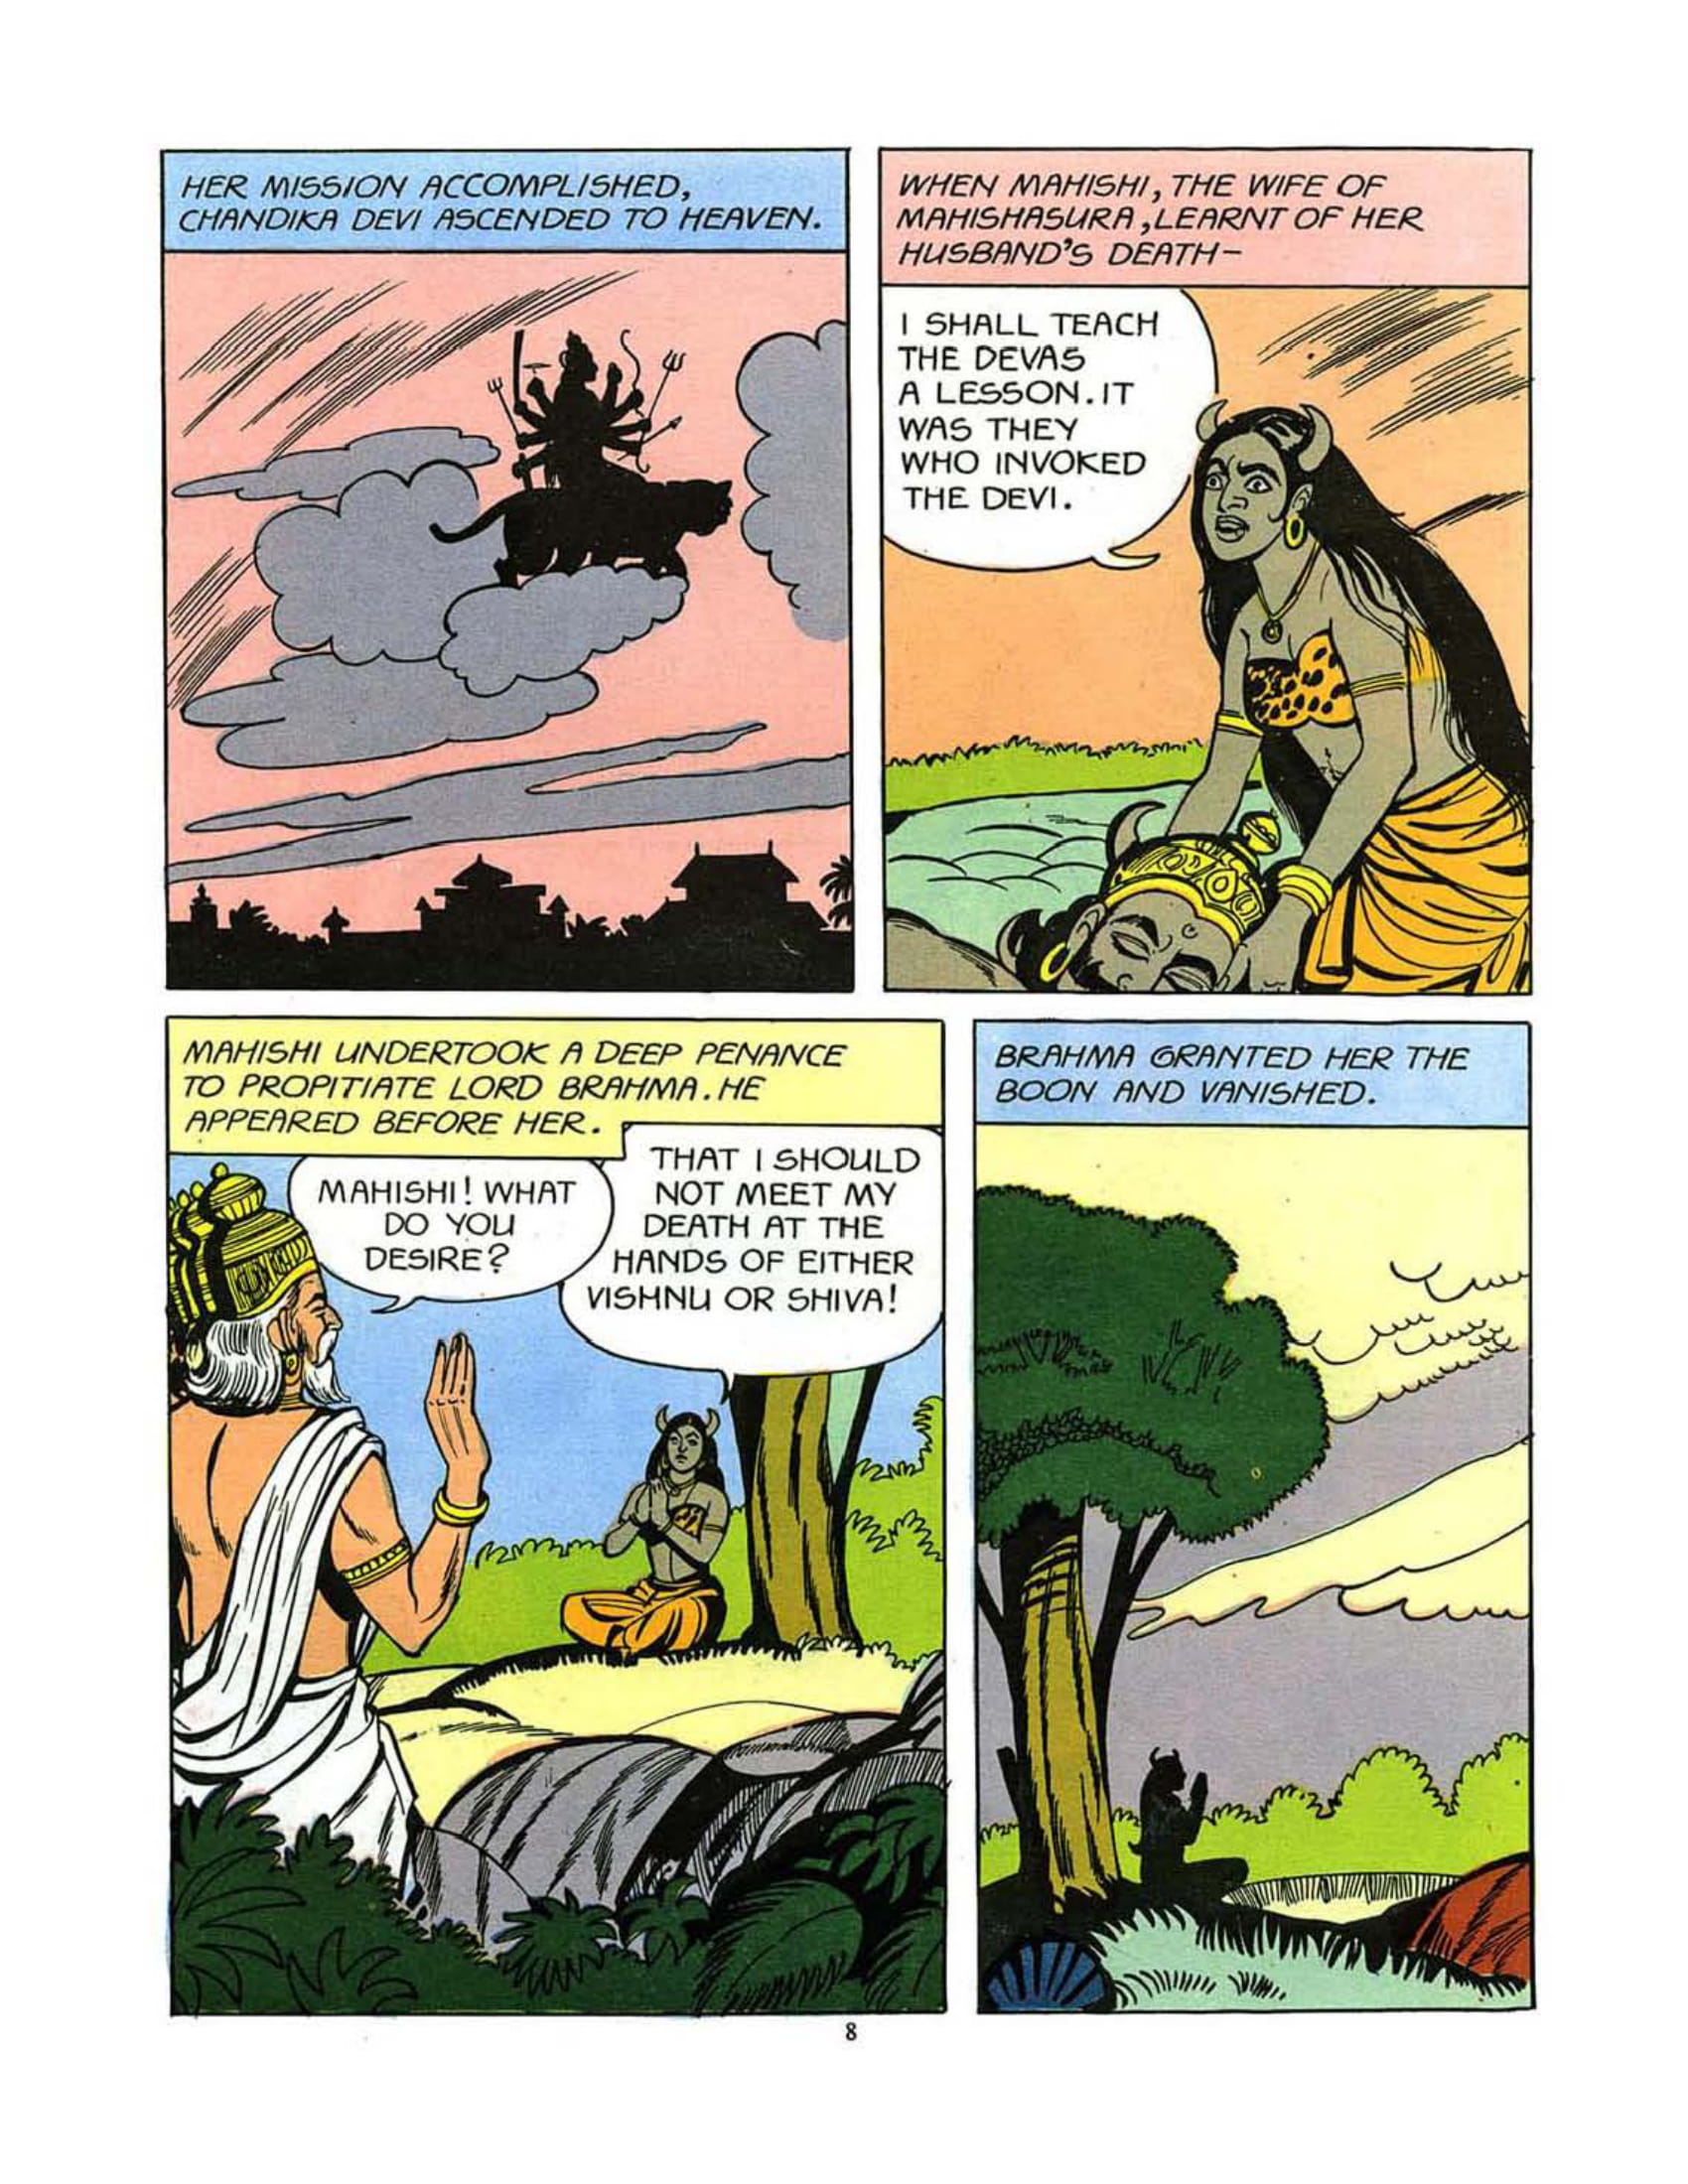 HER MISSION ACCOMPLISHED,
CHANDIKA DEVI ASCENDED TO HEAVEN.
WHEN MAHISHI, THE WIFE OF
MAHISHASURA, LEARNT OF HER
HUSBAND'S DEATH-
I SHALL TEACH
THE DEVAS
A LESSON. IT
WAS THEY
WHO INVOKED
THE DEVI.
MAHISHI UNDERTOOK A DEEP PENANCE
TO PROPITIATE LORD BRAHMA. HE
APPEARED BEFORE HER.
MAHISHI! WHAT
DO YOU
DESIRE?
THAT I SHOULD
NOT MEET MY
DEATH AT THE
HANDS OF EITHER
VISHNU OR SHIVA!
BRAHMA GRANTED HER THE
BOON AND VANISHED.
8